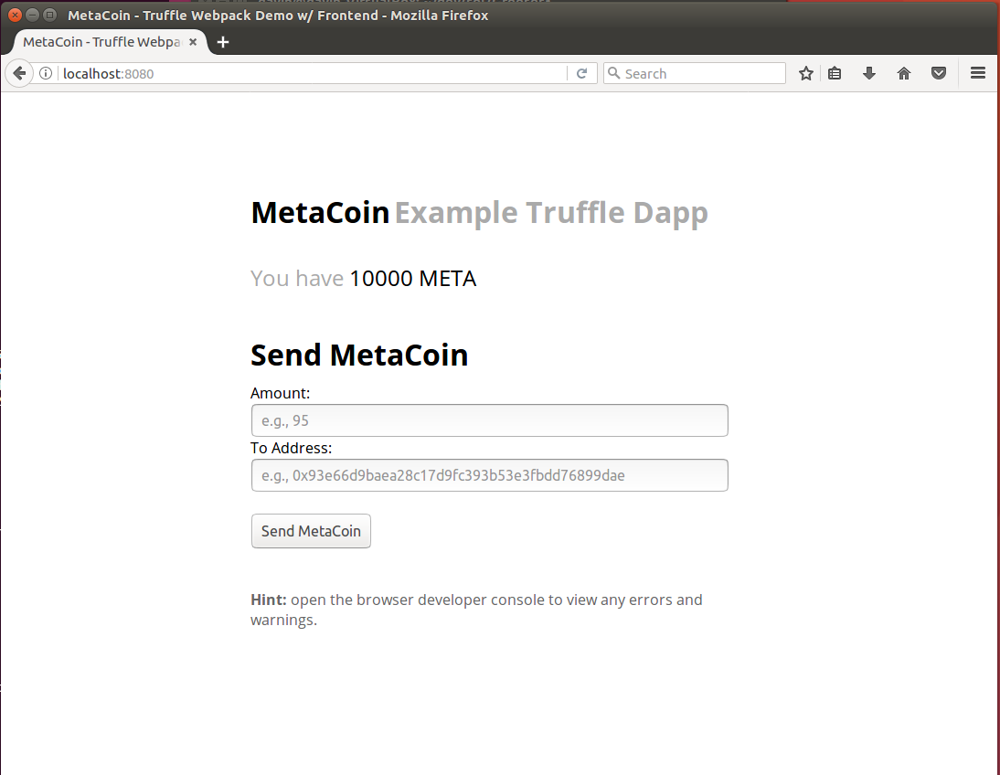 MetaCoin - Truffle Webpack Demo w/ Frontend - Mozilla Firefox
MetaCoin - Truffle Webpa
localhost:8080
Search
MetaCoin Example Truffle Dapp
You have 10000 META
Send MetaCoin
Amount:
e.g., 95
To Address:
e.g., 0x93e66d9baea28c17d9fc393b53e3fbdd76899dae
Send MetaCoin
Hint: open the browser developer console to view any errors and
warnings.